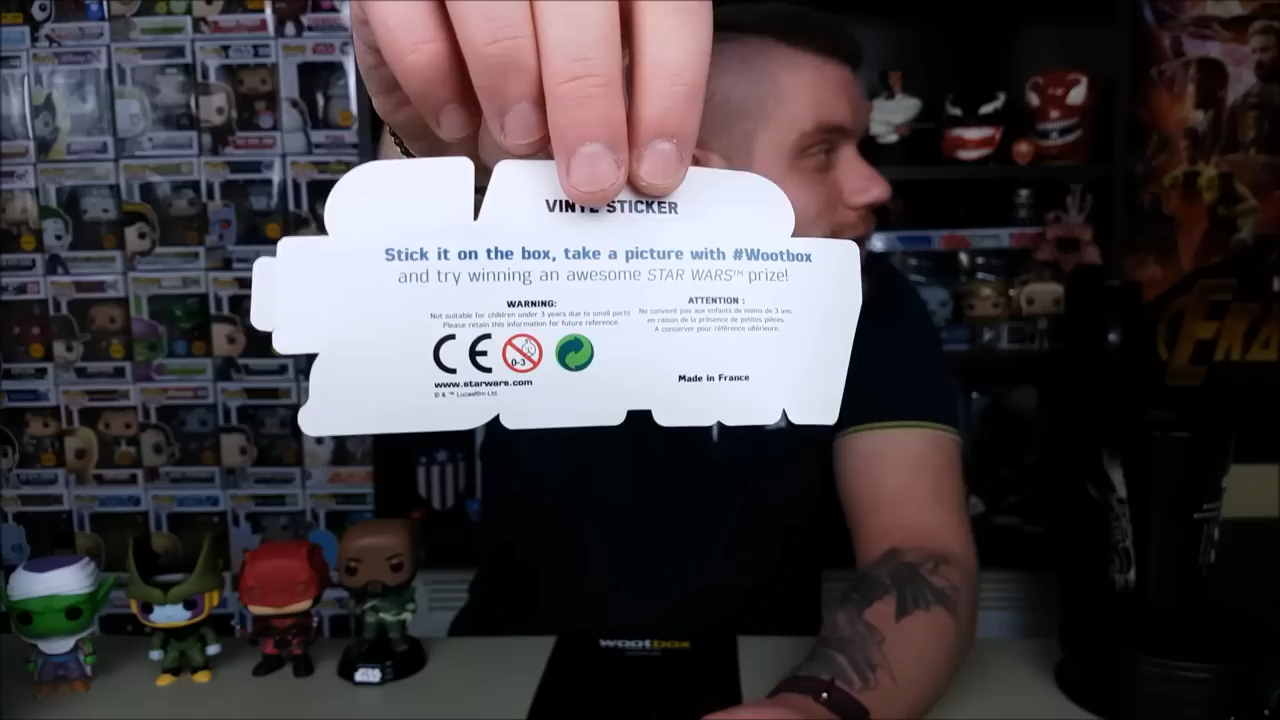 VINYL STICKER
Stick it on the box, take a picture with #Wootbox
and try winning an awesome STAR WARS™ prize!
WARNING:
Not suitable for children under 3 years due to small parts
Please retain this information for future reference.
ATTENTION :
Ne convient pas aux enfants de moins de 3 ans,
en raison de la présence de petites pièces.
A conserver pour référence ultérieure.
CE
0-3
www.starwars.com
© & ™ Lucasfilm Ltd.
Made in France
wootbox
STAR WARS